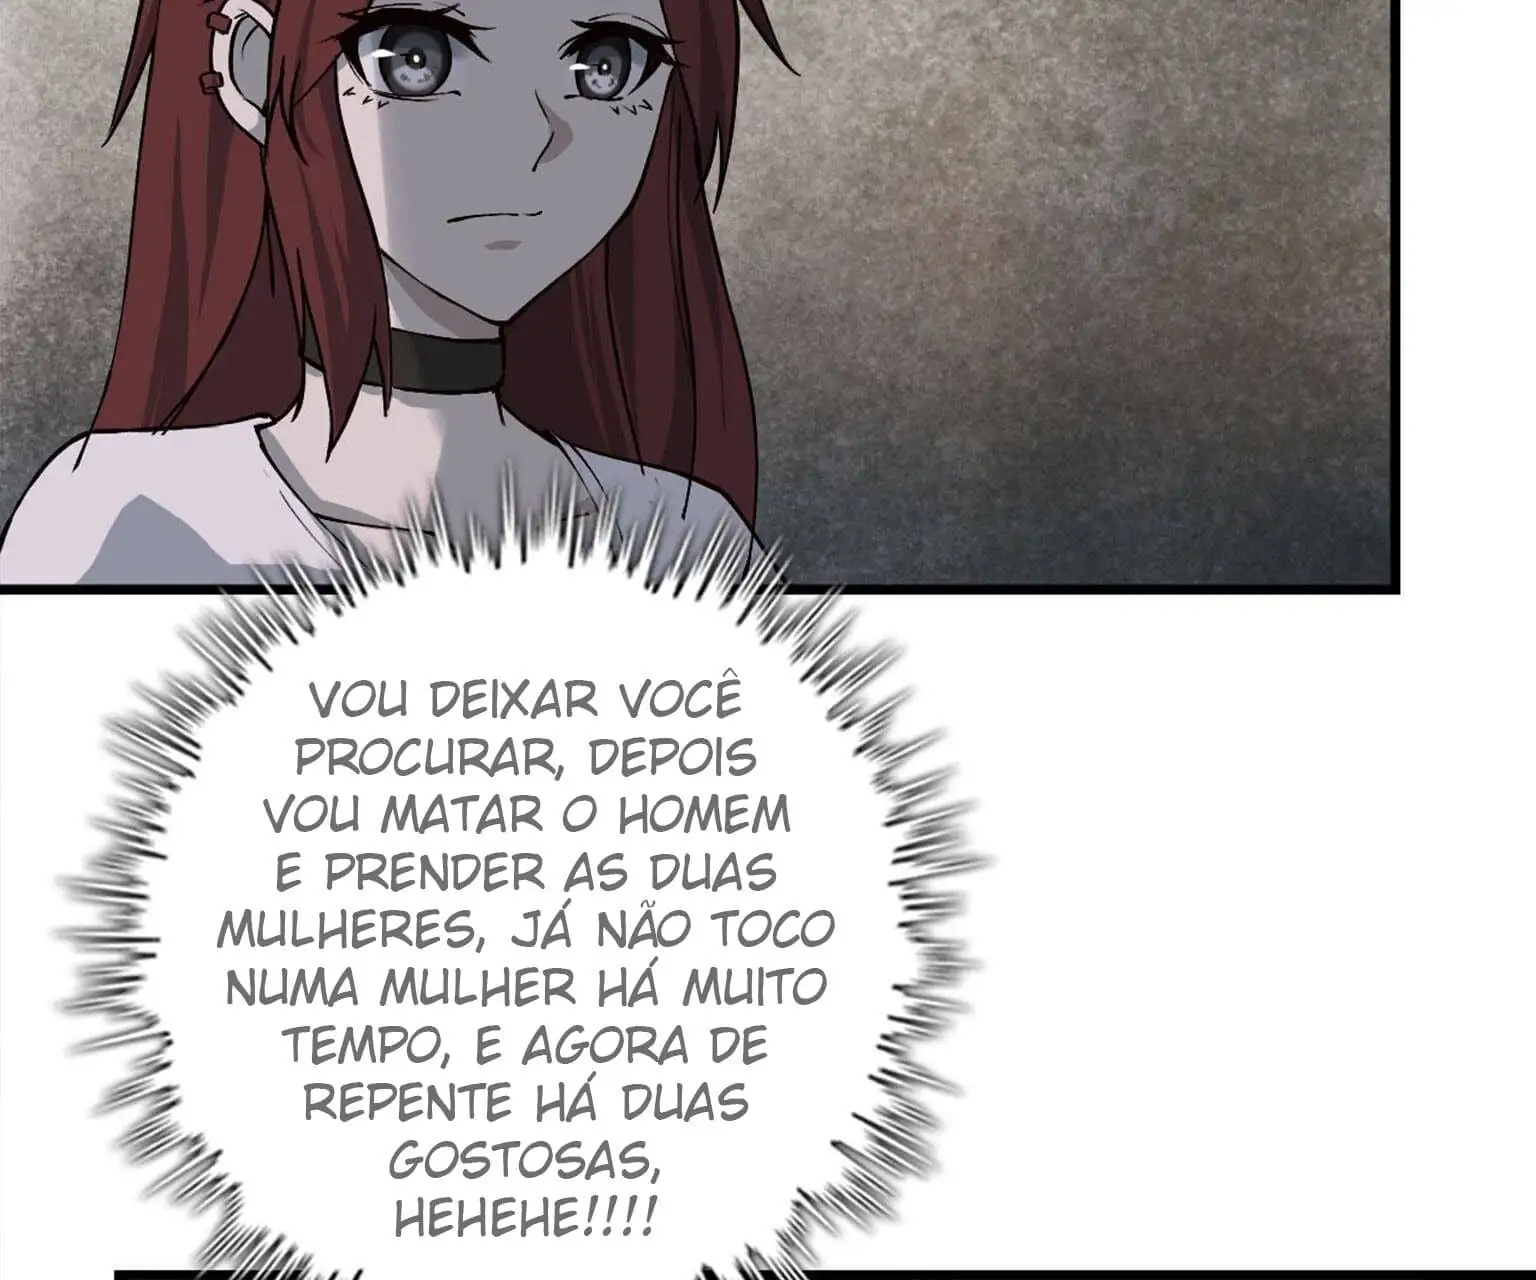 VOU DEIXAR VOCÊ
PROCURAR, DEPOIS
VOU MATAR O HOMEM
E PRENDER AS DUAS
MULHERES, JÁ NÃO TOCO
NUMA MULHER HÁ MUITO
TEMPO, E AGORA DE
REPENTE HÁ DUAS
GOSTOSAS,
HEHEHE!!!!